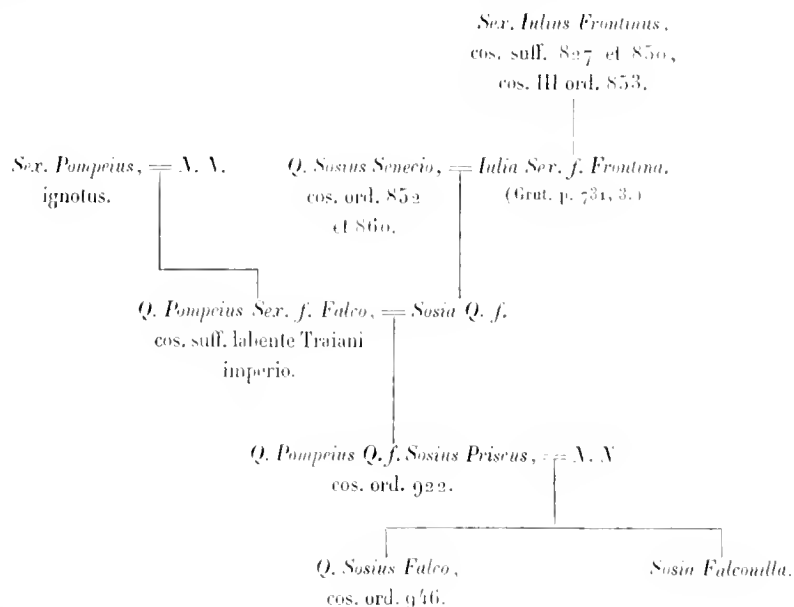 Sex. Iulius Frontinus,
cos. suff. 827 et 850,
cos. III ord. 853.
Sex. Pompeius, = N. N.
ignotus.
Q. Sosius Senecio, = Iulia Sex. f. Frontina.
cos. ord. 852
et 860.
(Grut. p. 731, 3.)
Q. Pompeius Sex. f. Falco, = Sosia Q. f.
cos. suff. labente Traiani
imperio.
Q. Pompeius Q. f. Sosius Priscus, = N. N
cos. ord. 922.
Q. Sosius Falco,
cos. ord. 946.
Sosia Falconilla.